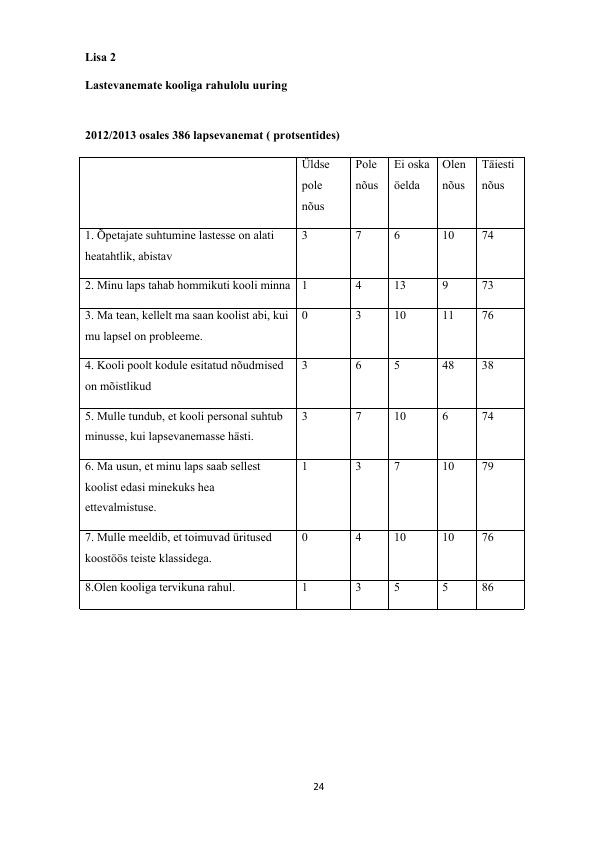 Lisa 2
Lastevanemate kooliga rahulolu uuring
2012/2013 osales 386 lapsevanemat ( protsentides)
Üldse pole nõus | Pole nõus | Ei oska öelda | Olen nõus | Täiesti nõus
1. Õpetajate suhtumine lastesse on alati 3 7 6 10 74
heatahtlik, abistav
2. Minu laps tahab hommikuti kooli minna 1 4 13 9 73
3. Ma tean, kellelt ma saan koolist abi, kui 0 3 10 11 76
mu lapsel on probleeme.
4. Kooli poolt kodule esitatud nõudmised 3 6 5 48 38
on mõistlikud
5. Mulle tundub, et kooli personal suhtub 3 7 10 6 74
minusse, kui lapsevanemasse hästi.
6. Ma usun, et minu laps saab sellest 1 3 7 10 79
koolist edasi minekuks hea
ettevalmistuse.
7. Mulle meeldib, et toimuvad üritused 0 4 10 10 76
koostöös teiste klassidega.
8.Olen kooliga tervikuna rahul. 1 3 5 5 86
24